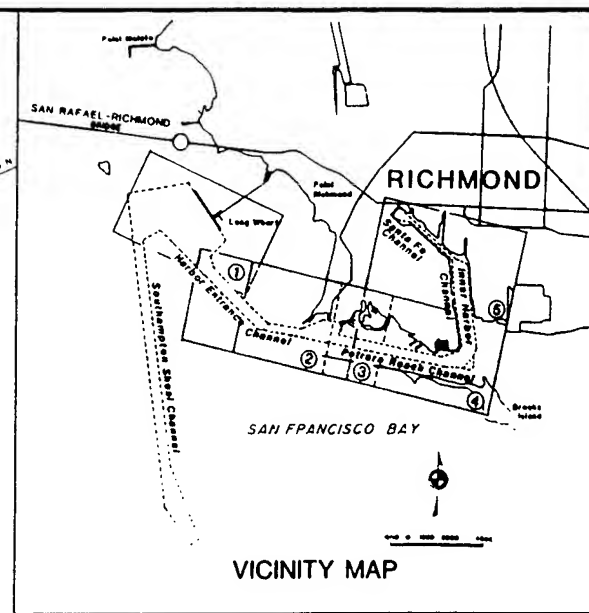 Point Molate
SAN RAFAEL-RICHMOND
BRIDGE
N
Point
Richmond
RICHMOND
Long Wharf
Santa Fe
Channel
Harbor Entrance
Channel
①
Inner Harbor
Channel
⑤
Southampton Shoal Channel
②
Potrero Reach Channel
③
④
Brooks
Island
SAN FRANCISCO BAY
VICINITY MAP